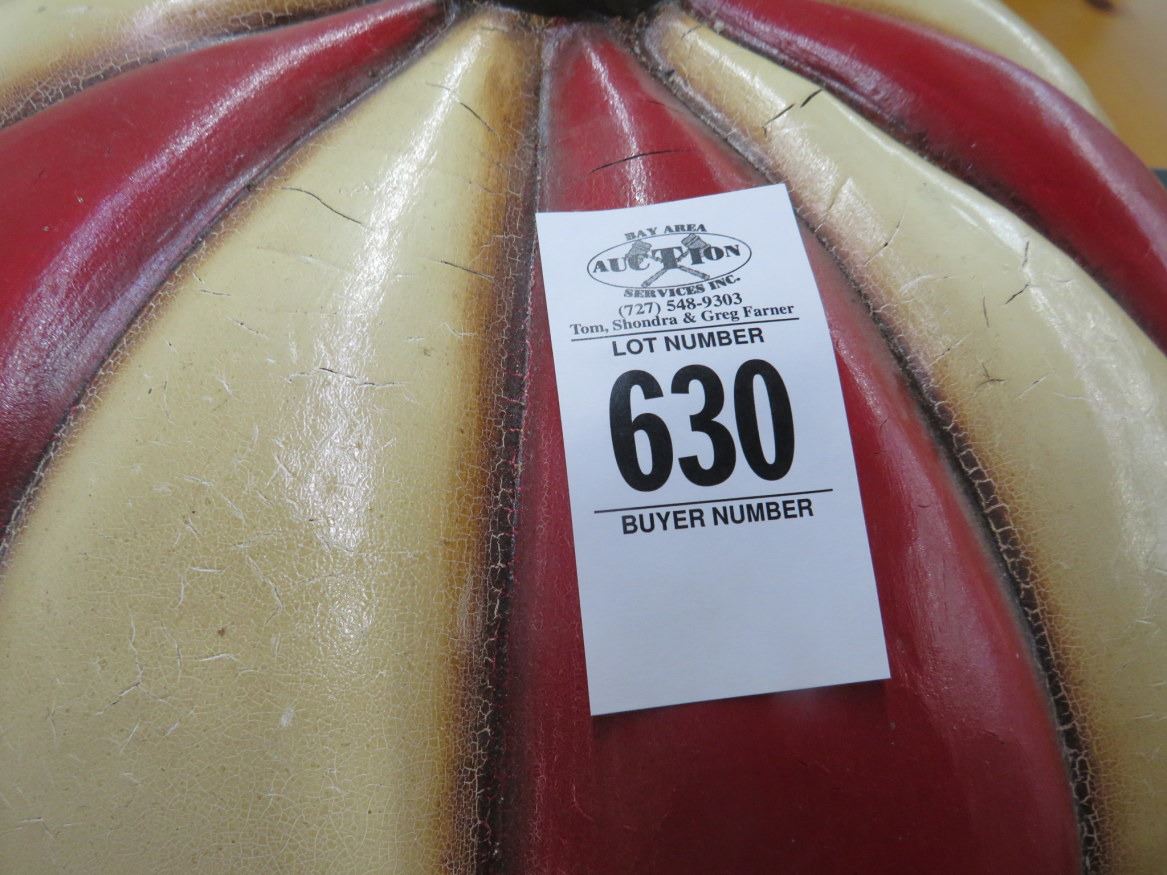 BAY AREA
AUCTION
SERVICES INC.
(727) 548-9303
Tom, Shondra & Greg Farner
LOT NUMBER
630
BUYER NUMBER